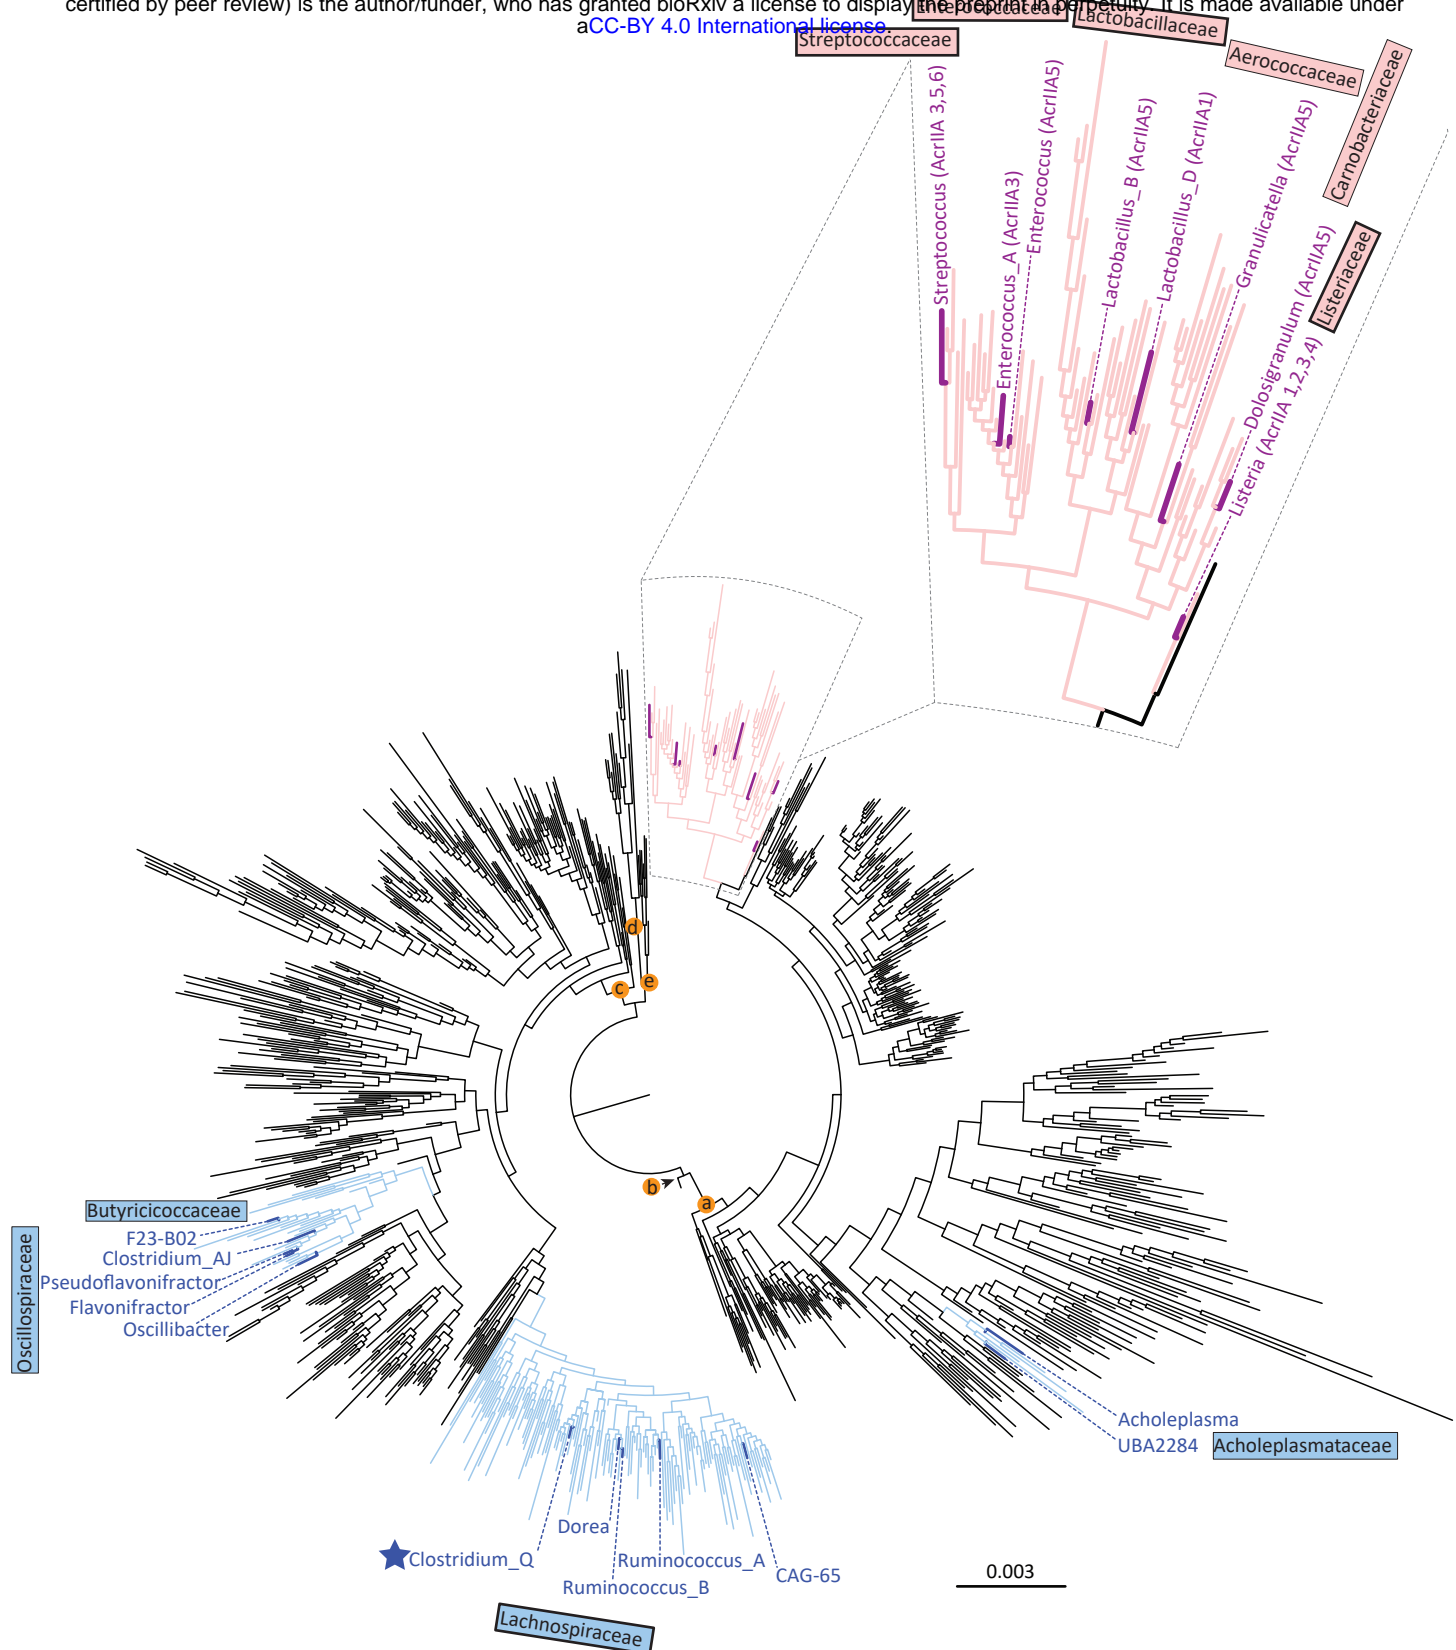 certified by peer review) is the author/funder, who has granted bioRxiv a license to display the preprint in perpetuity. It is made available under
aCC-BY 4.0 International license.
Enterococcaceae
Lactobacillaceae
Streptococcaceae
Aerococcaceae
Carnobacteriaceae
Listeriaceae
Streptococcus (AcrIIA 3,5,6)
Enterococcus_A (AcrIIA3)
Enterococcus (AcrIIA5)
Lactobacillus_B (AcrIIA5)
Lactobacillus_D (AcrIIA1)
Granulicatella (AcrIIA5)
Dolosigranulum (AcrIIA5)
Listeria (AcrIIA 1,2,3,4)
d
c
e
b
a
Butyricicoccaceae
F23-B02
Clostridium_AJ
Pseudoflavonifractor
Flavonifractor
Oscillibacter
Oscillospiraceae
Acholeplasma
UBA2284
Acholeplasmataceae
Dorea
Clostridium_Q
Ruminococcus_A
Ruminococcus_B
CAG-65
0.003
Lachnospiraceae